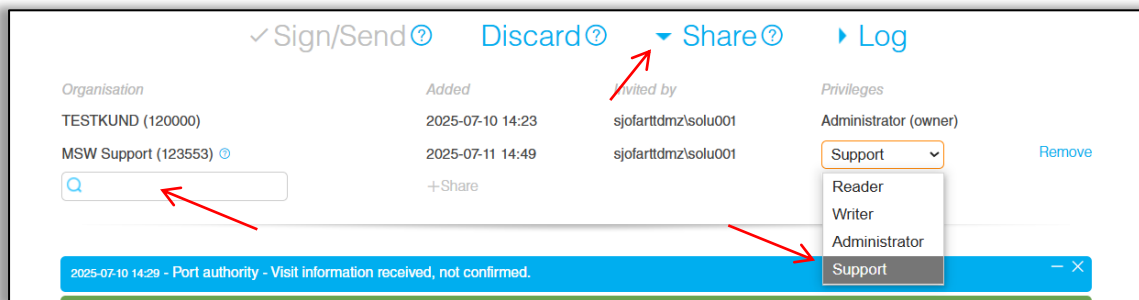 Sign/Send? Discard? Share? Log
Organisation Added Invited by Privileges
TESTKUND (120000) 2025-07-10 14:23 sjofarttdmz\solu001 Administrator (owner)
MSW Support (123553) ? 2025-07-11 14:49 sjofarttdmz\solu001 Support Remove
+Share
Reader
Writer
Administrator
Support
2025-07-10 14:29 - Port authority - Visit information received, not confirmed.